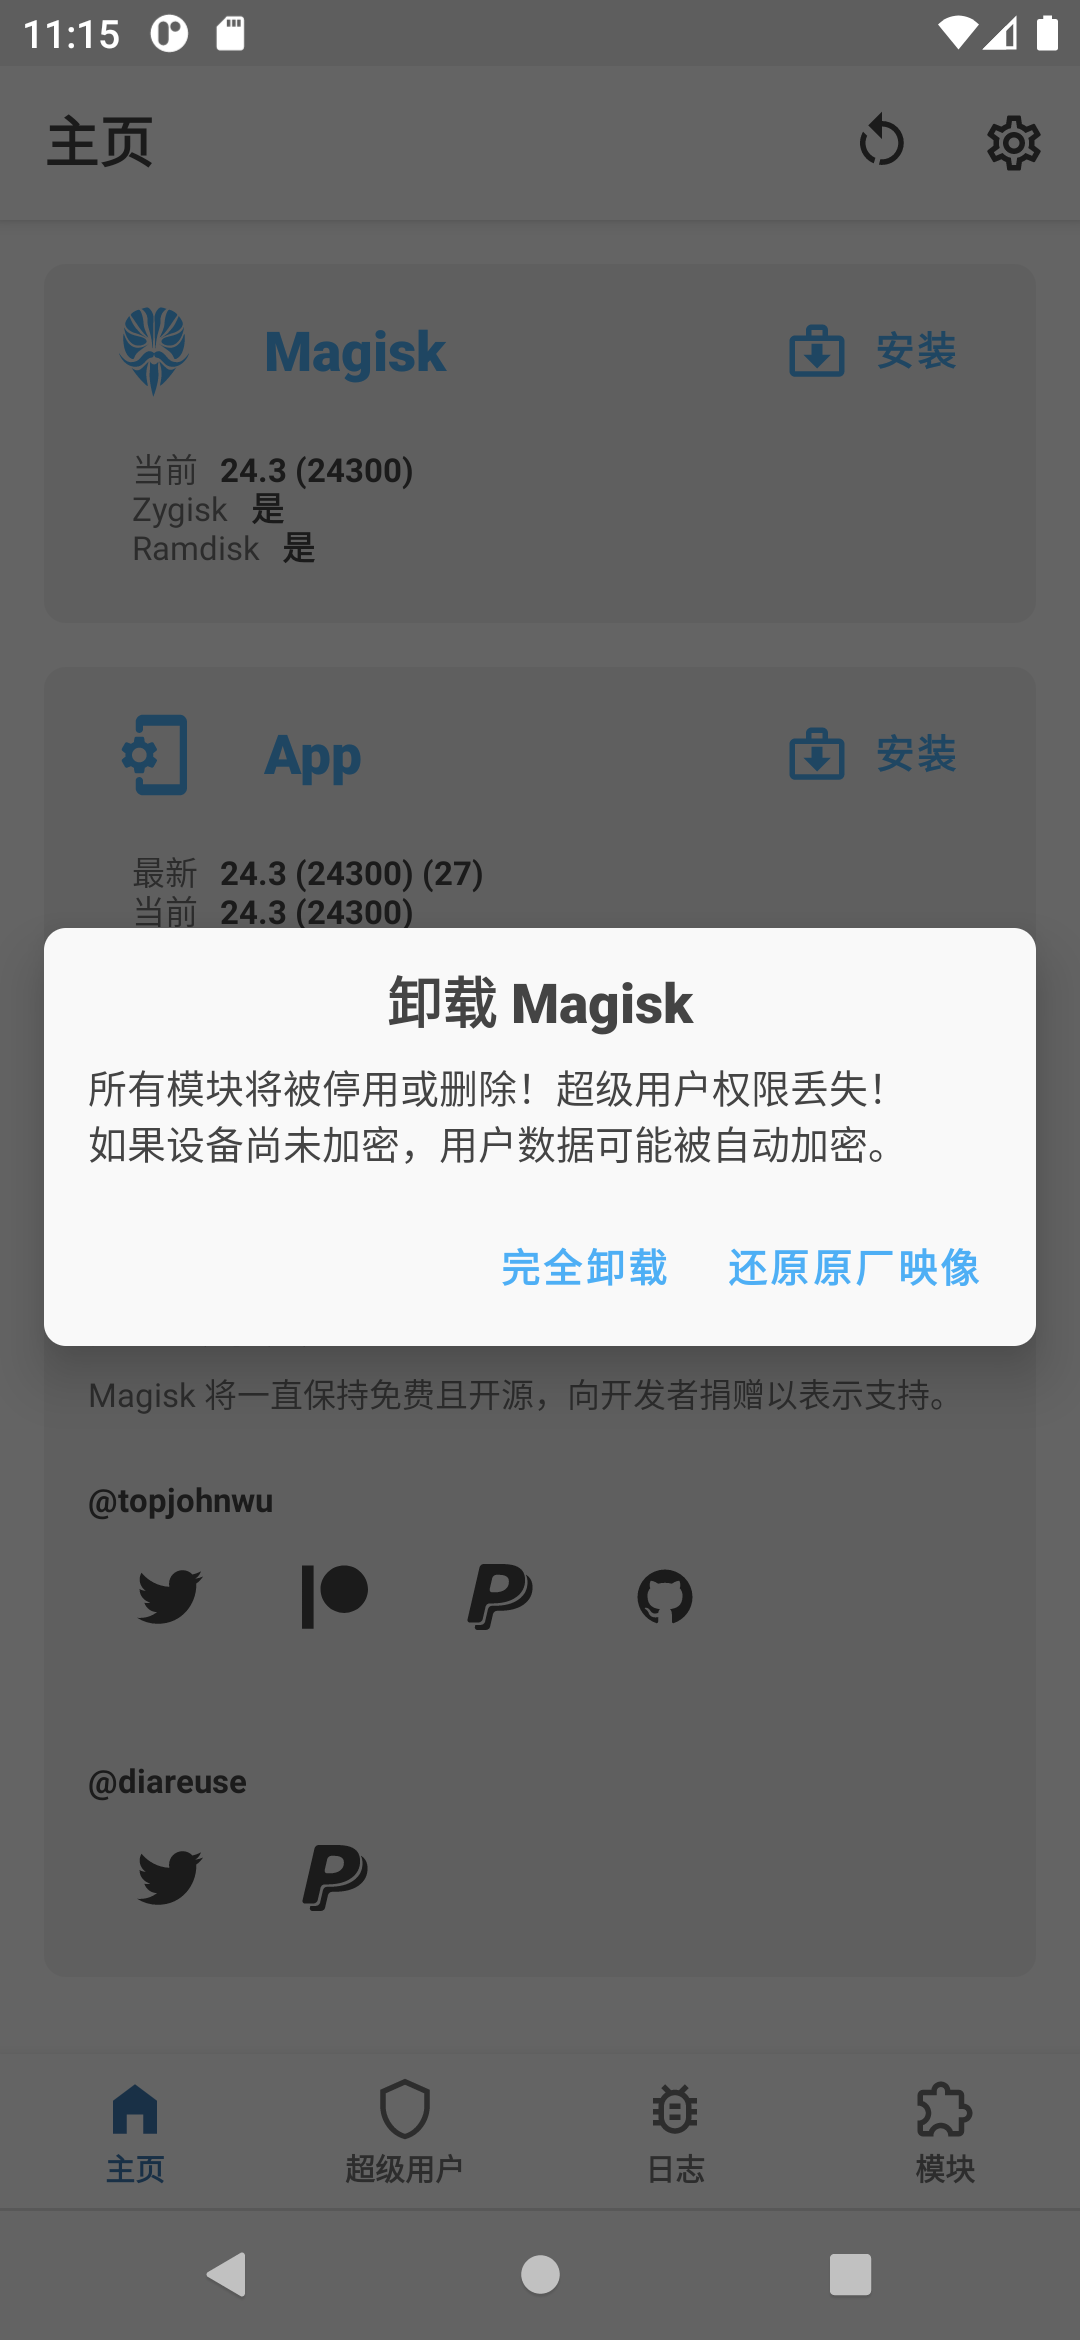 11:15
主页
Magisk
安装
当前 24.3 (24300)
Zygisk 是
Ramdisk 是
App
安装
最新 24.3 (24300) (27)
当前 24.3 (24300)
卸载 Magisk
所有模块将被停用或删除！超级用户权限丢失！
如果设备尚未加密，用户数据可能被自动加密。
完全卸载 还原原厂映像
Magisk 将一直保持免费且开源，向开发者捐赠以表示支持。
@topjohnwu
@diareuse
主页
超级用户
日志
模块